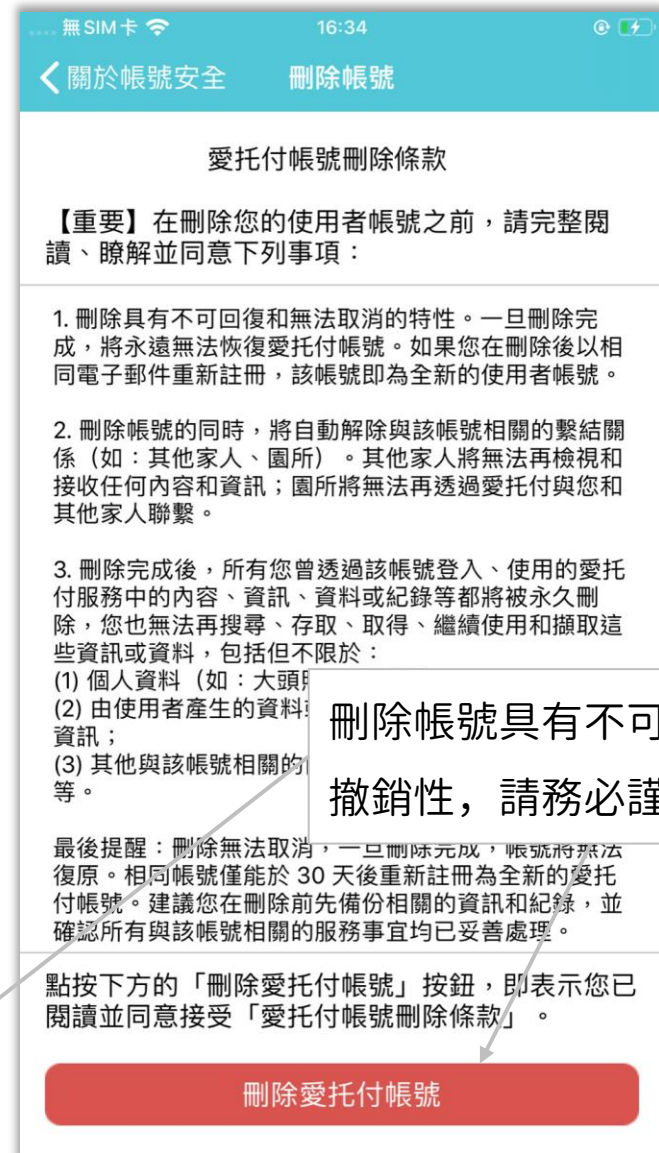 無SIM卡
16:34
關於帳號安全
刪除帳號
愛托付帳號刪除條款
【重要】在刪除您的使用者帳號之前，請完整閱
讀、瞭解並同意下列事項：
1. 刪除具有不可回復和無法取消的特性。一旦刪除完
成，將永遠無法恢復愛托付帳號。如果您在刪除後以相
同電子郵件重新註冊，該帳號即為全新的使用者帳號。
2. 刪除帳號的同時，將自動解除與該帳號相關的繫結關
係（如：其他家人、園所）。其他家人將無法再檢視和
接收任何內容和資訊；園所將無法再透過愛托付與您和
其他家人聯繫。
3. 刪除完成後，所有您曾透過該帳號登入、使用的愛托
付服務中的內容、資訊、資料或紀錄等都將被永久刪
除，您也無法再搜尋、存取、取得、繼續使用和擷取這
些資訊或資料，包括但不限於：
(1) 個人資料（如：大頭
(2) 由使用者產生的資料
資訊；
(3) 其他與該帳號相關的
等。
刪除帳號具有不可
撤銷性，請務必謹
最後提醒：刪除無法取消，一旦刪除完成，帳號將無法
復原。相同帳號僅能於 30 天後重新註冊為全新的愛托
付帳號。建議您在刪除前先備份相關的資訊和紀錄，並
確認所有與該帳號相關的服務事宜均已妥善處理。
點按下方的「刪除愛托付帳號」按鈕，即表示您已
閱讀並同意接受「愛托付帳號刪除條款」。
刪除愛托付帳號